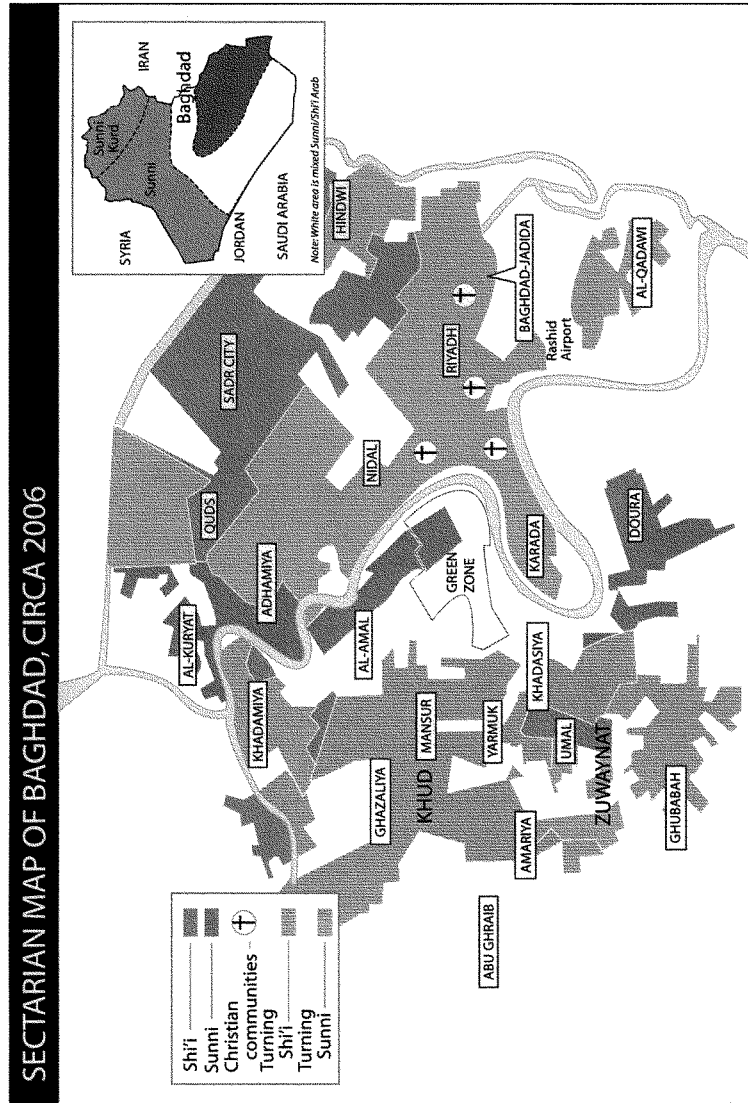 SECTARIAN MAP OF BAGHDAD, CIRCA 2006
Shi'i
Sunni
Christian
communities
Turning
Shi'i
Turning
Sunni
SYRIA
IRAN
Sunni
Kurd
Sunni
Baghdad
JORDAN
SAUDI ARABIA
Note: White area is mixed Sunni/Shi'i Arab
AL-KURYAT
QUDS
SADR CITY
HINDWI
KHADAMIYA
ADHAMIYA
NIDAL
RIYADH
BAGHDAD-JADIDA
AL-AMAL
GREEN
ZONE
Rashid
Airport
AL-QADAWI
GHAZALIYA
KHUD
MANSUR
YARMUK
KARADA
ABU GHRAIB
AMARIYA
UMAL
KHADASIYA
ZUWAYNAT
DOURA
GHUBABAH